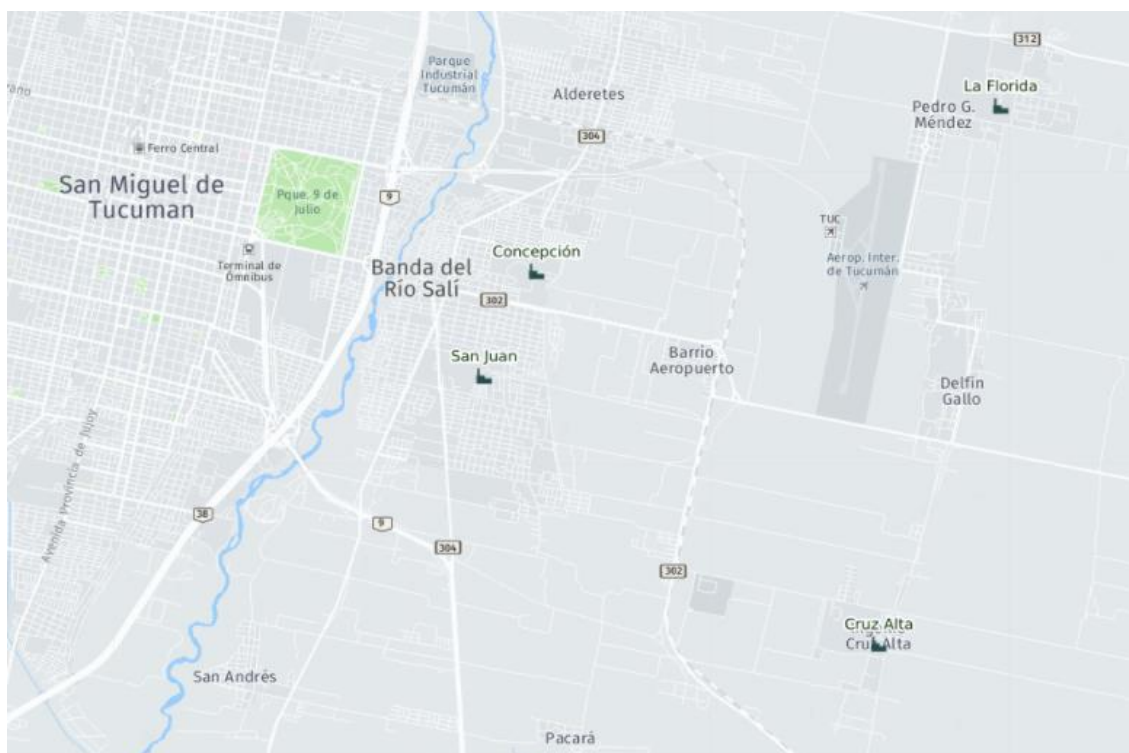 312
Parque
Industrial
Tucumán
La Florida
Alderetes
Pedro G.
Méndez
304
Ferro Central
San Miguel de
Tucuman
Pque. 9 de
Julio
9
TUC
Concepción
Aerop. Inter.
de Tucumán
Terminal de
Ómnibus
Banda del
Río Salí
302
San Juan
Barrio
Aeropuerto
Delfín
Gallo
Avenida Provincia de Jujuy
38
9
304
302
Cruz Alta
Cruz Alta
San Andrés
Pacará